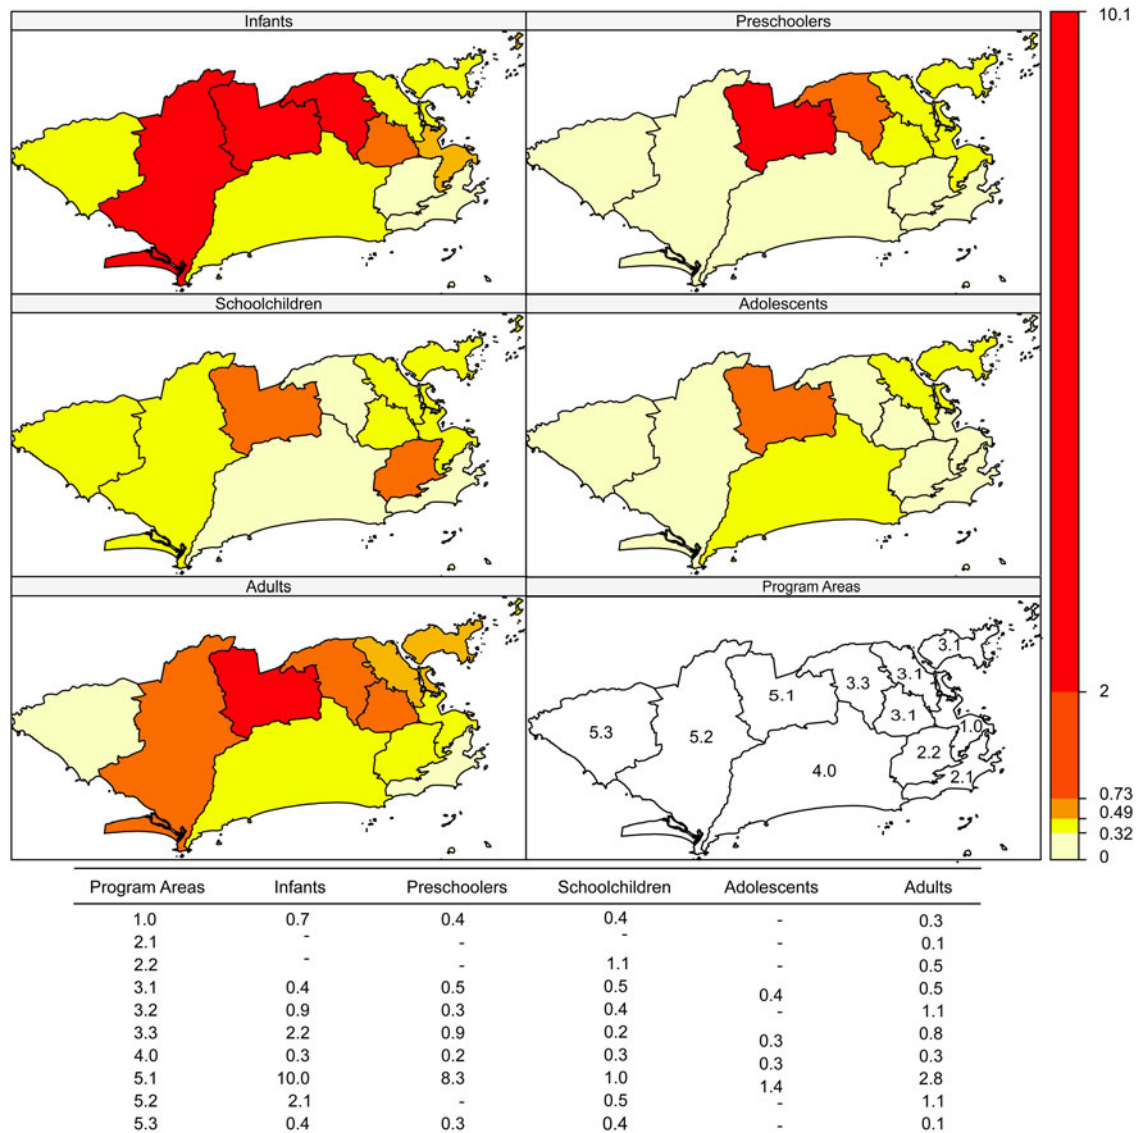 Infants Preschoolers
10.1
Schoolchildren Adolescents
Adults Program Areas
3.1
3.1
3.3
5.1
2
3.1
1.0
5.3
5.2
2.2
4.0
2.1
0.73
0.49
0.32
0
Program Areas Infants Preschoolers Schoolchildren Adolescents Adults
1.0 0.7 0.4 0.4 - 0.3
2.1 - - - - 0.1
2.2 - - 1.1 - 0.5
3.1 0.4 0.5 0.5 0.4 0.5
3.2 0.9 0.3 0.4 - 1.1
3.3 2.2 0.9 0.2 0.3 0.8
4.0 0.3 0.2 0.3 0.3 0.3
5.1 10.0 8.3 1.0 1.4 2.8
5.2 2.1 - 0.5 - 1.1
5.3 0.4 0.3 0.4 - 0.1